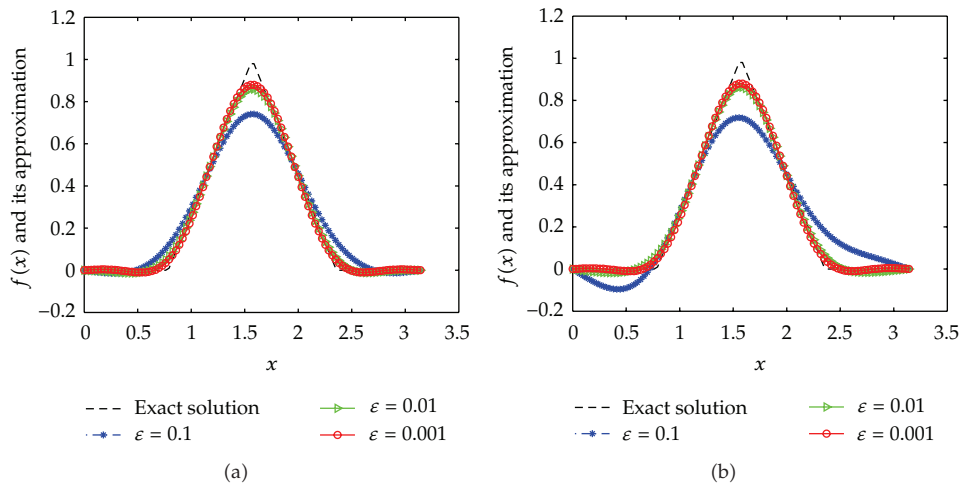 f(x) and its approximation
1.2
1
0.8
0.6
0.4
0.2
0
−0.2
0 0.5 1 1.5 2 2.5 3 3.5
x
Exact solution
ε = 0.1
ε = 0.01
ε = 0.001
(a)
f(x) and its approximation
1.2
1
0.8
0.6
0.4
0.2
0
−0.2
0 0.5 1 1.5 2 2.5 3 3.5
x
Exact solution
ε = 0.1
ε = 0.01
ε = 0.001
(b)